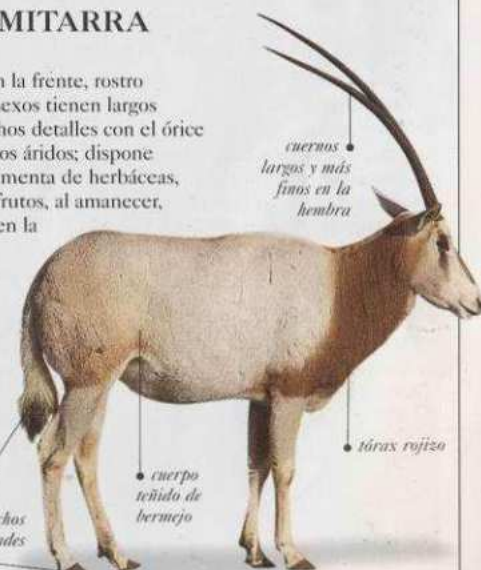 MITARRA
n la frente, rostro
exos tienen largos
hos detalles con el órice
os áridos; dispone
menta de herbáceas,
frutos, al amanecer,
en la
cuernos
largos y más
finos en la
hembra
tórax rojizo
cuerpo
teñido de
bermejo
chos
ades